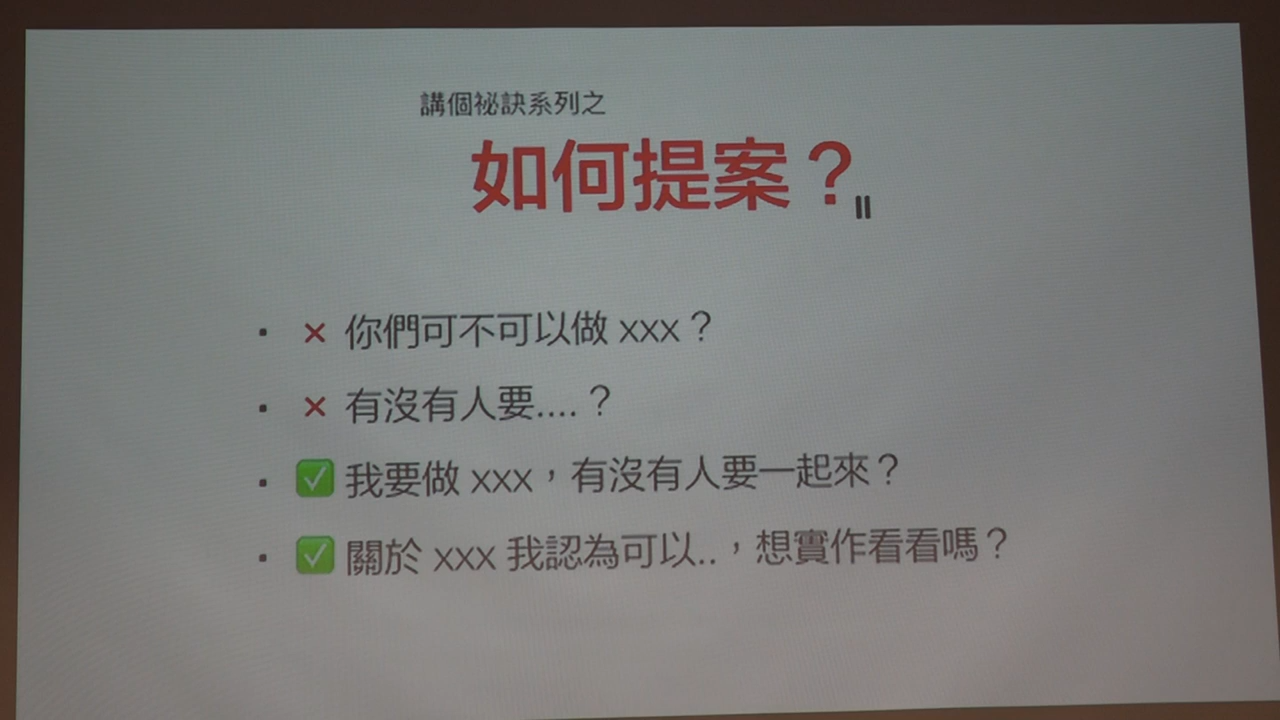 講個祕訣系列之
如何提案？II
· × 你們可不可以做 xxx？
· × 有沒有人要....？
· ✅ 我要做 xxx，有沒有人要一起來？
· ✅ 關於 xxx 我認為可以..，想實作看看嗎？